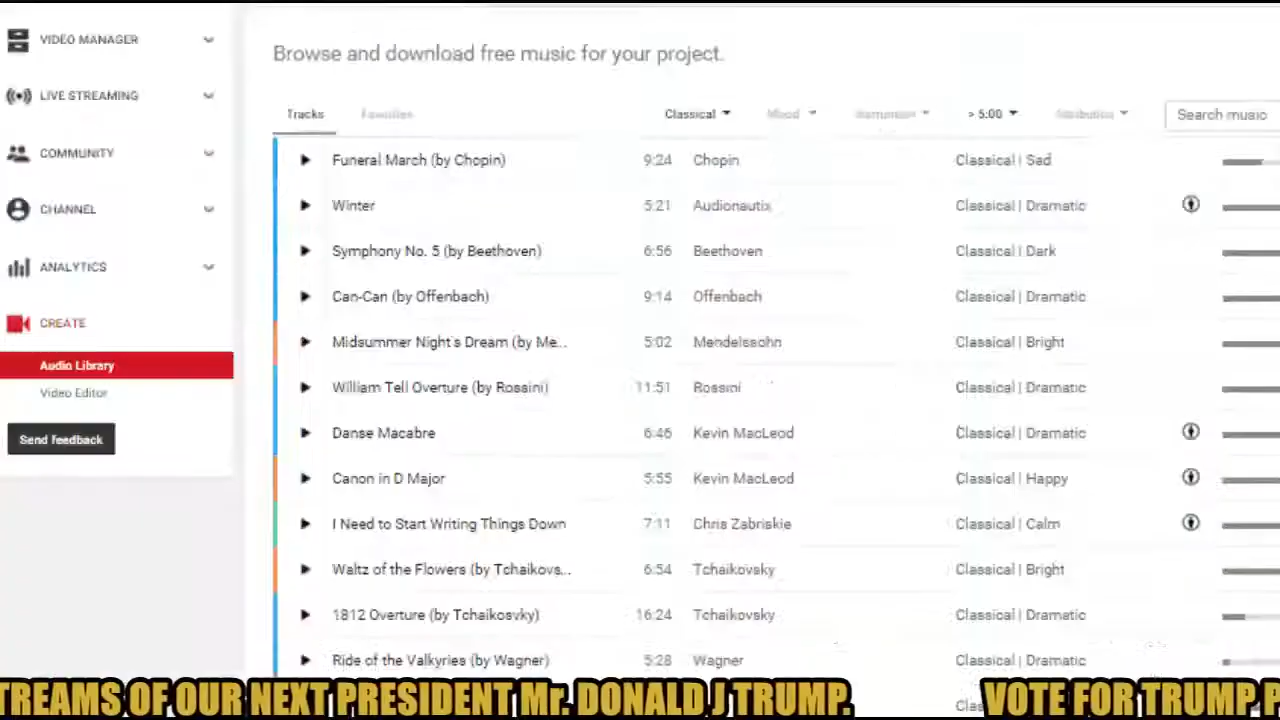 VIDEO MANAGER
LIVE STREAMING
COMMUNITY
CHANNEL
ANALYTICS
CREATE
Audio Library
Video Editor
Send feedback
Browse and download free music for your project.
Tracks Favorites Classical Mood Instrument > 5:00 Attribution Search music
Funeral March (by Chopin) 9:24 Chopin Classical | Sad
Winter 5:21 Audionautix Classical | Dramatic
Symphony No. 5 (by Beethoven) 6:56 Beethoven Classical | Dark
Can-Can (by Offenbach) 9:14 Offenbach Classical | Dramatic
Midsummer Night's Dream (by Me... 5:02 Mendelssohn Classical | Bright
William Tell Overture (by Rossini) 11:51 Rossini Classical | Dramatic
Danse Macabre 6:46 Kevin MacLeod Classical | Dramatic
Canon in D Major 5:55 Kevin MacLeod Classical | Happy
I Need to Start Writing Things Down 7:11 Chris Zabriskie Classical | Calm
Waltz of the Flowers (by Tchaikovs... 6:54 Tchaikovsky Classical | Bright
1812 Overture (by Tchaikosvky) 16:24 Tchaikovsky Classical | Dramatic
Ride of the Valkyries (by Wagner) 5:28 Wagner Classical | Dramatic
TREAMS OF OUR NEXT PRESIDENT Mr. DONALD J TRUMP. VOTE FOR TRUMP P